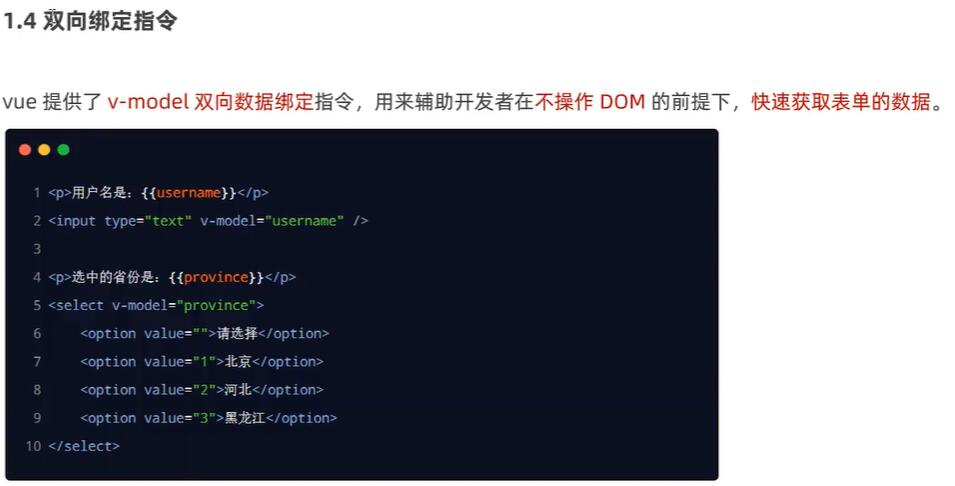 1.4 双向绑定指令
vue 提供了 v-model 双向数据绑定指令，用来辅助开发者在不操作 DOM 的前提下，快速获取表单的数据。
1 <p>用户名是：{{username}}</p>
2 <input type="text" v-model="username" />
3
4 <p>选中的省份是：{{province}}</p>
5 <select v-model="province">
6     <option value="">请选择</option>
7     <option value="1">北京</option>
8     <option value="2">河北</option>
9     <option value="3">黑龙江</option>
10 </select>